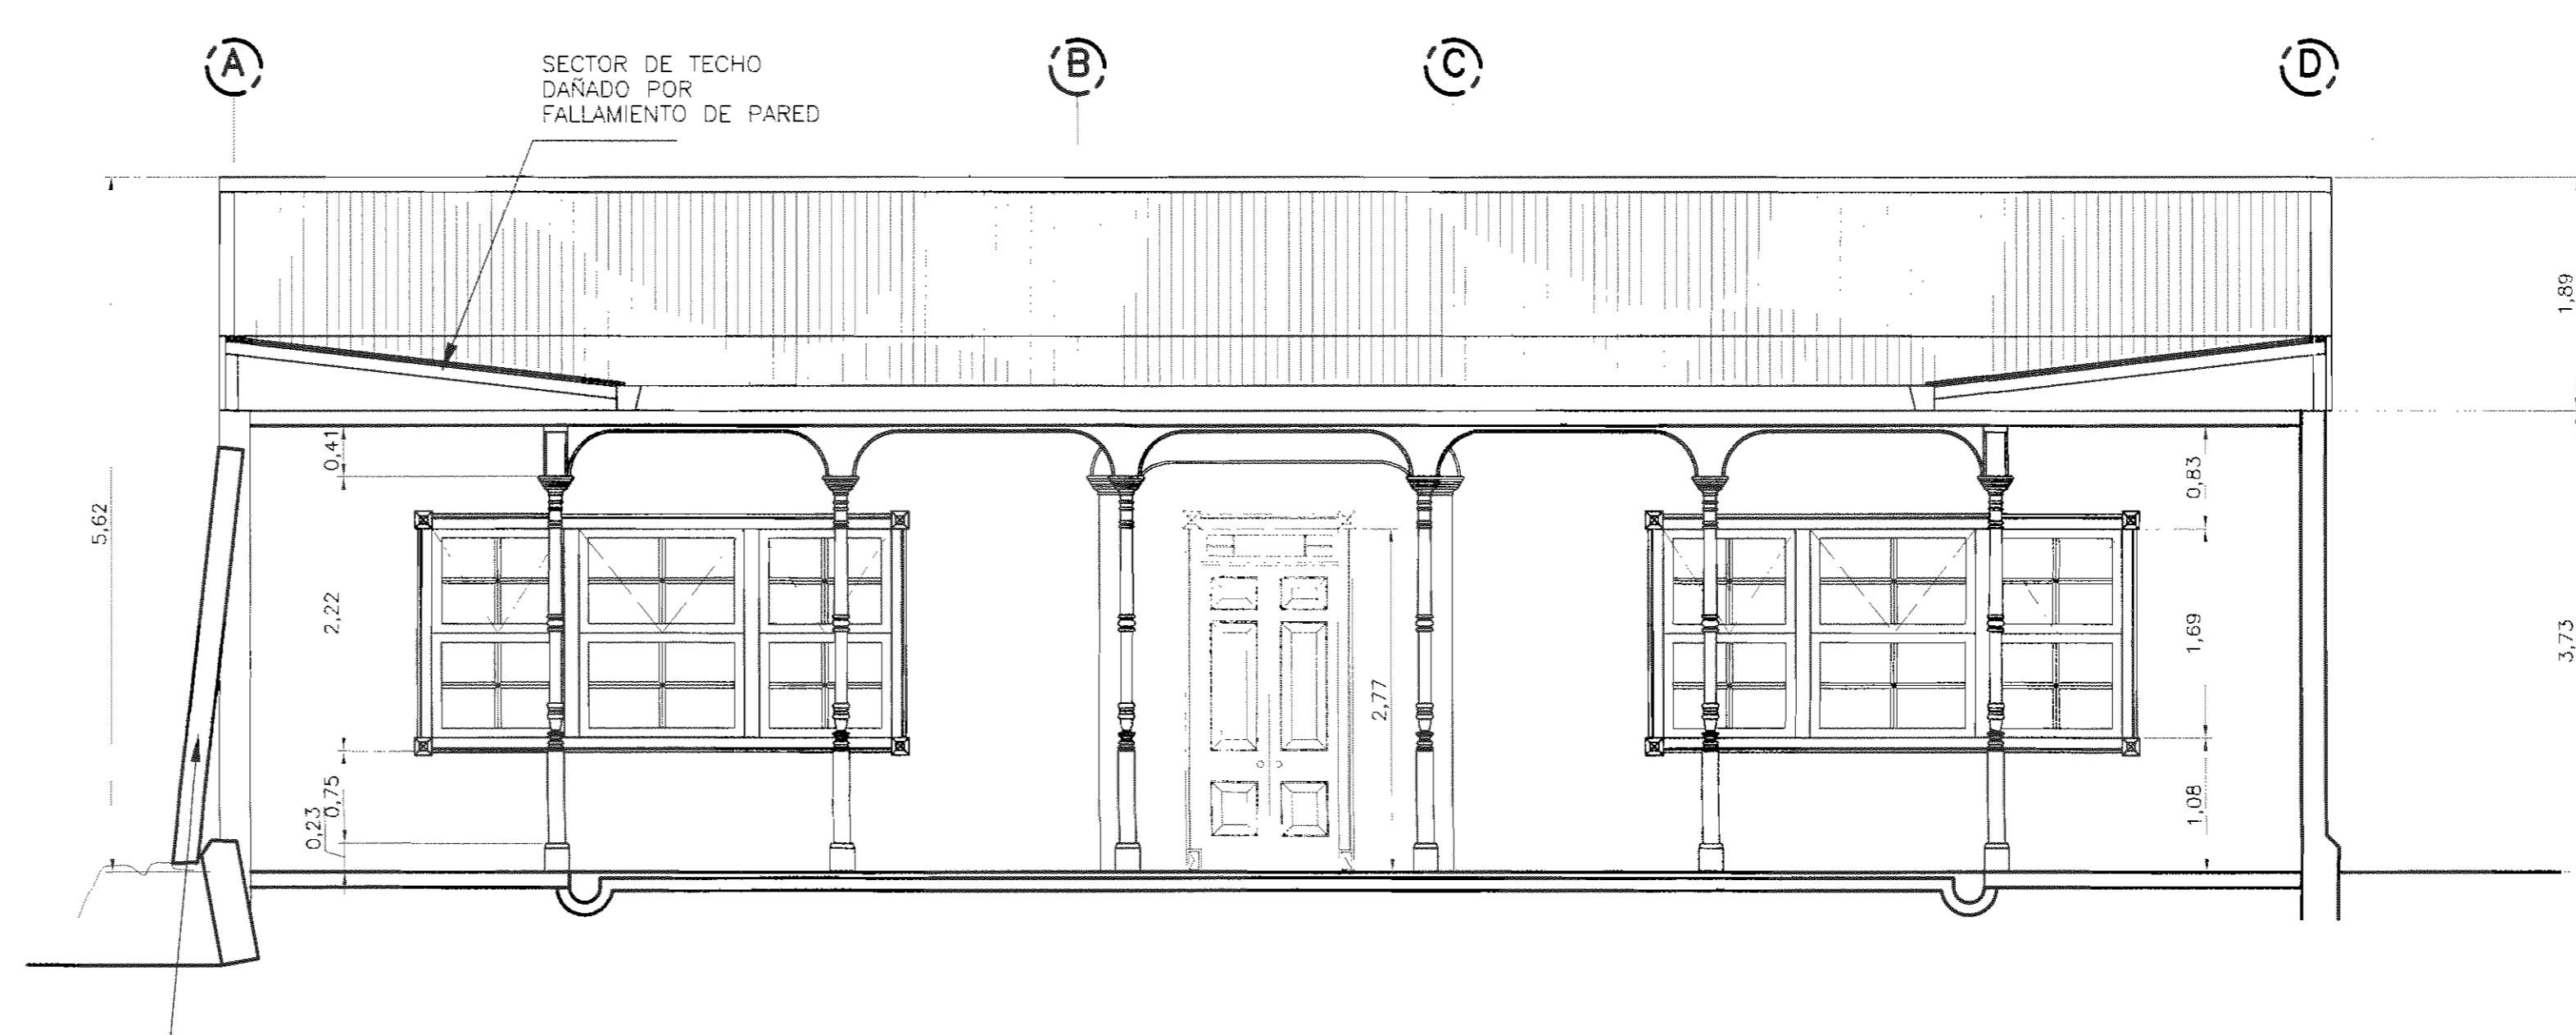 A
B
C
D
SECTOR DE TECHO
DAÑADO POR
FALLAMIENTO DE PARED
5,62
0,41
2,22
0,75
0,23
2,77
0,83
1,69
1,08
1,89
3,73